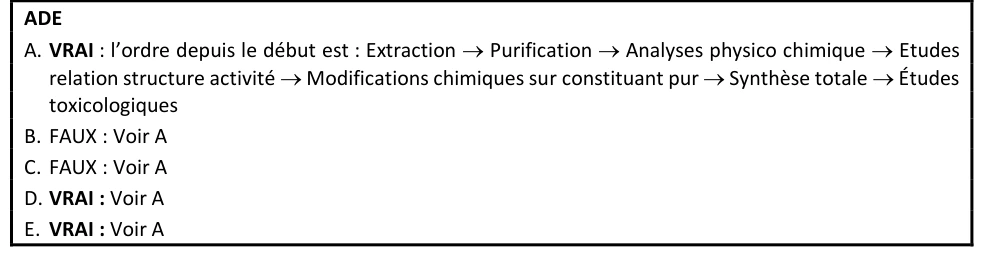 ADE
A. VRAI : l’ordre depuis le début est : Extraction → Purification → Analyses physico chimique → Etudes
relation structure activité → Modifications chimiques sur constituant pur → Synthèse totale → Études
toxicologiques
B. FAUX : Voir A
C. FAUX : Voir A
D. VRAI : Voir A
E. VRAI : Voir A